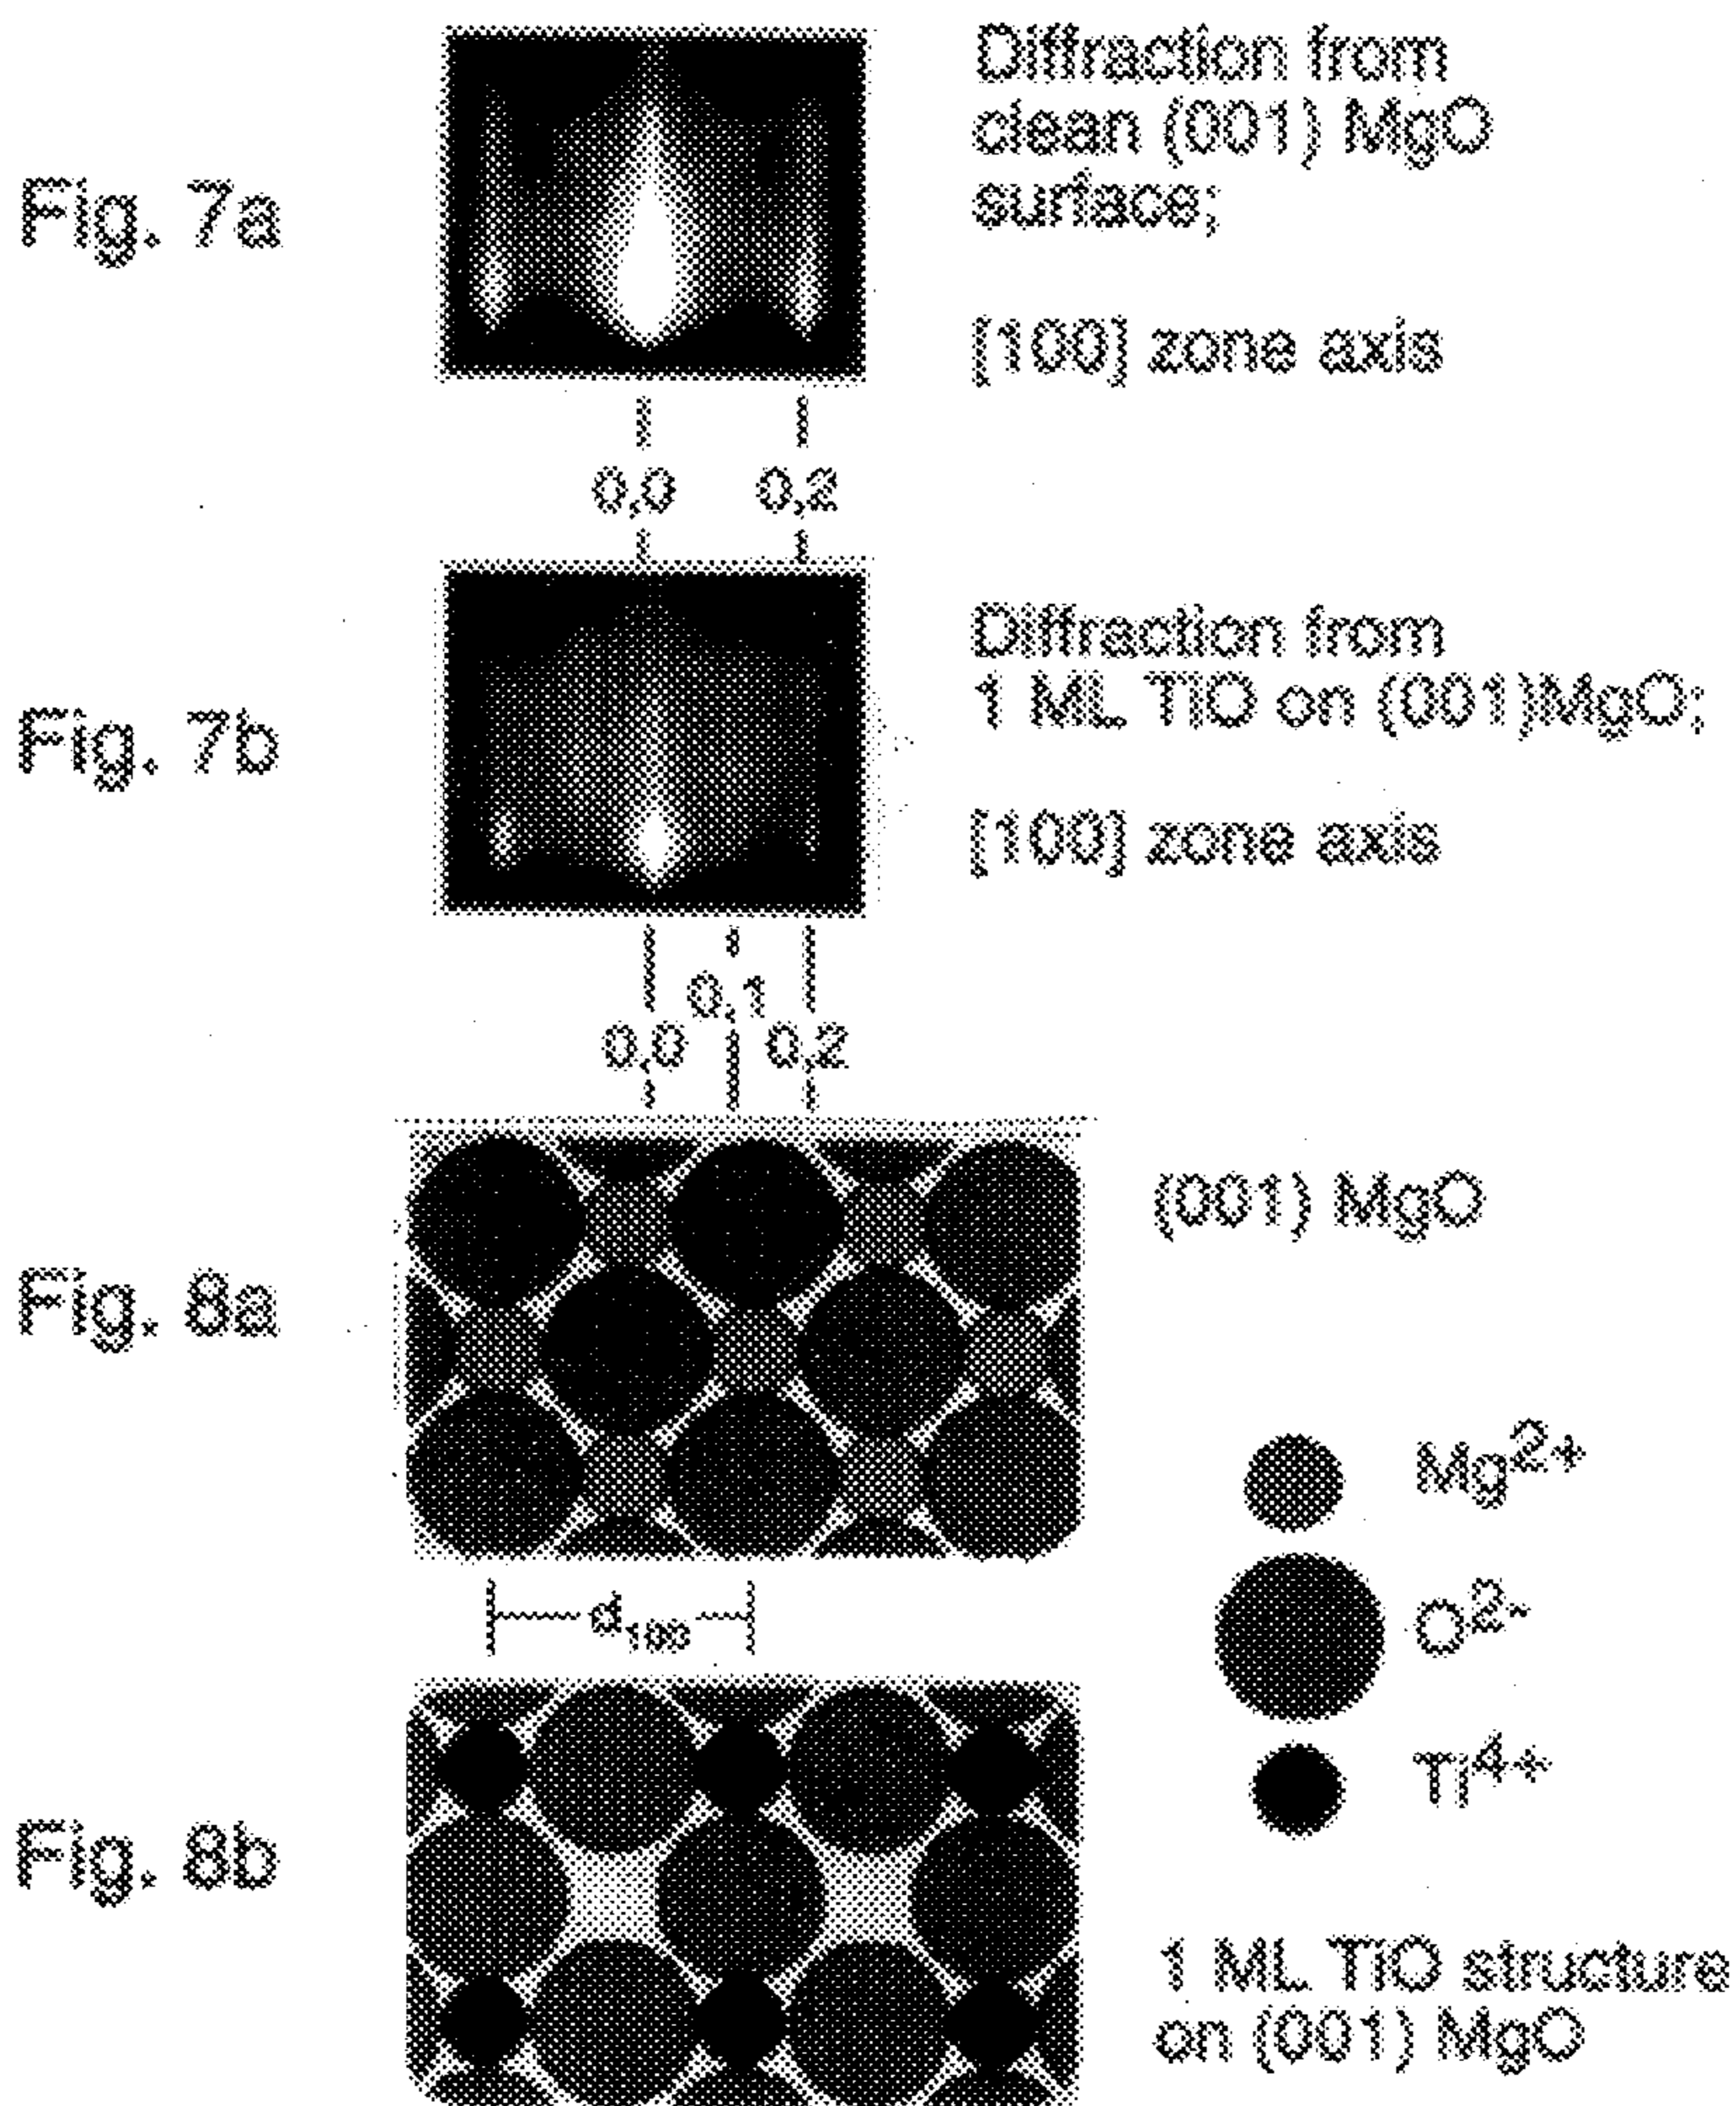 Fig. 7a
Diffraction from
clean (001) MgO
surface;
[100] zone axis
0,0 0,2
Fig. 7b
Diffraction from
1 ML TiO on (001)MgO;
[100] zone axis
0,1
0,0 0,2
Fig. 8a
(001) MgO
Mg2+
O2-
Ti4+
d100
Fig. 8b
1 ML TiO structure
on (001) MgO